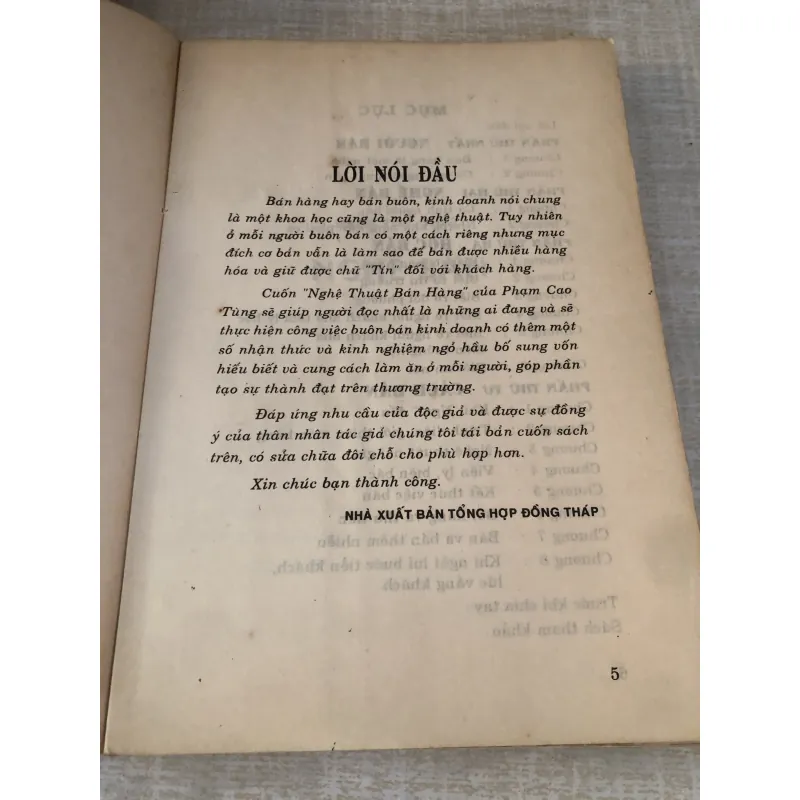 LỜI NÓI ĐẦU
Bán hàng hay bán buôn, kinh doanh nói chung
là một khoa học cũng là một nghệ thuật. Tuy nhiên
ở mỗi người buôn bán có một cách riêng nhưng mục
đích cơ bản vẫn là làm sao để bán được nhiều hàng
hóa và giữ được chữ "Tín" đối với khách hàng.
Cuốn "Nghệ Thuật Bán Hàng" của Phạm Cao
Tùng sẽ giúp người đọc nhất là những ai đang và sẽ
thực hiện công việc buôn bán kinh doanh có thêm một
số nhận thức và kinh nghiệm ngỏ hầu bổ sung vốn
hiểu biết và cung cách làm ăn ở mỗi người, góp phần
tạo sự thành đạt trên thương trường.
Đáp ứng nhu cầu của độc giả và được sự đồng
ý của thân nhân tác giả chúng tôi tái bản cuốn sách
trên, có sửa chữa đôi chỗ cho phù hợp hơn.
Xin chúc bạn thành công.
NHÀ XUẤT BẢN TỔNG HỢP ĐỒNG THÁP
5